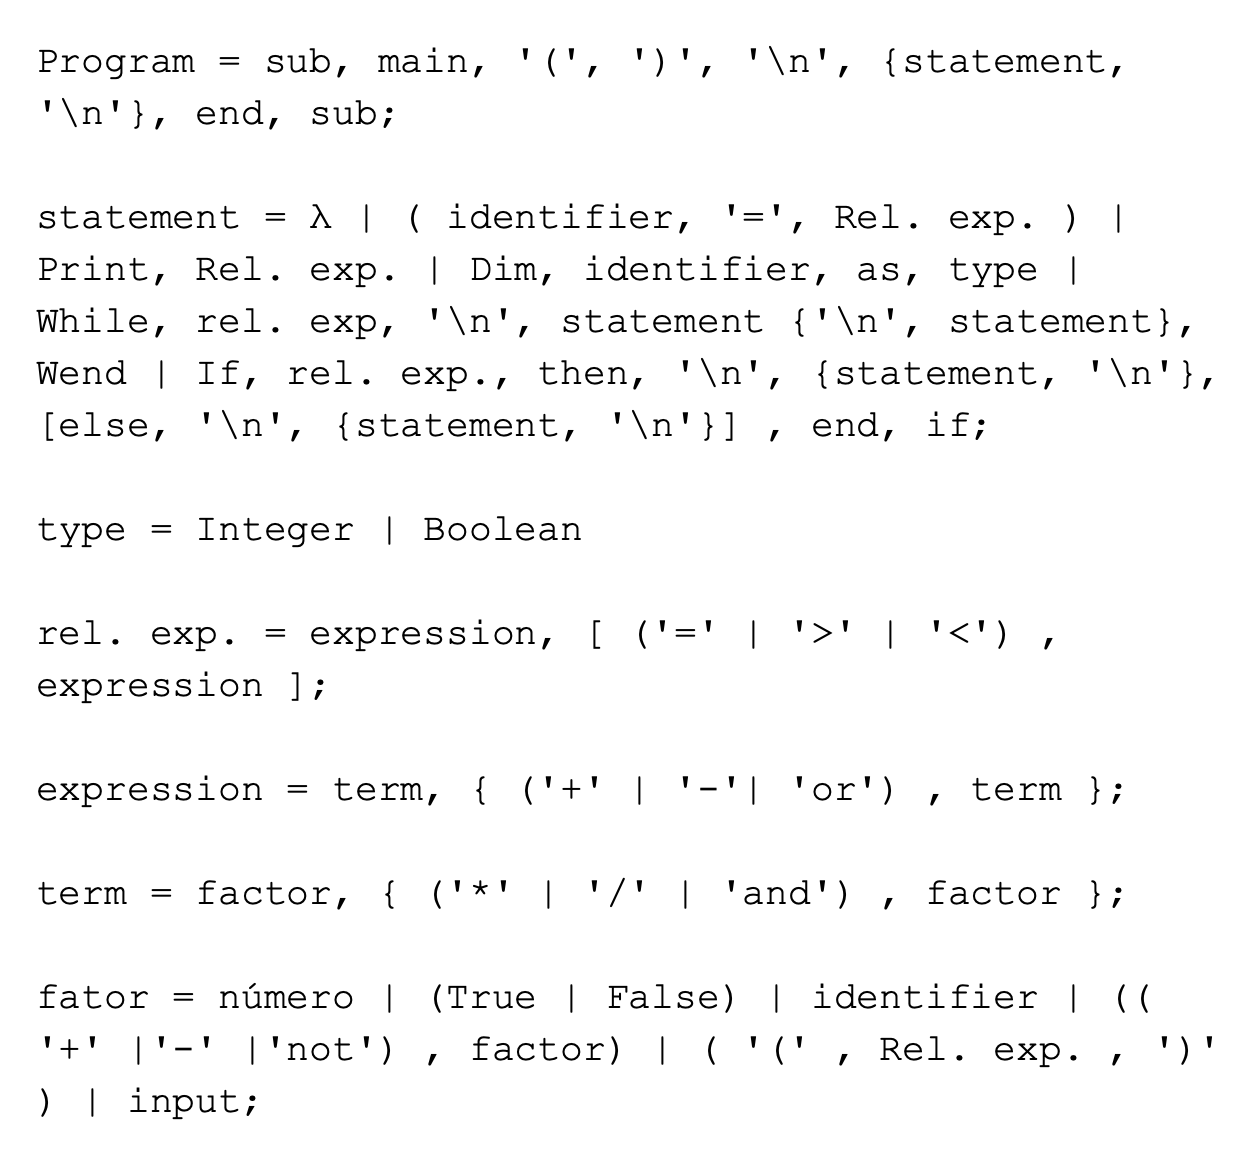 Program = sub, main, '(', ')', '\n', {statement,
'\n'}, end, sub;
statement = λ | ( identifier, '=', Rel. exp. ) |
Print, Rel. exp. | Dim, identifier, as, type |
While, rel. exp, '\n', statement {'\n', statement},
Wend | If, rel. exp., then, '\n', {statement, '\n'},
[else, '\n', {statement, '\n'}] , end, if;
type = Integer | Boolean
rel. exp. = expression, [ ('=' | '>' | '<') ,
expression ];
expression = term, { ('+' | '-'| 'or') , term };
term = factor, { ('*' | '/' | 'and') , factor };
fator = número | (True | False) | identifier | ((
'+' |'-' |'not') , factor) | ( '(' , Rel. exp. , ')'
) | input;